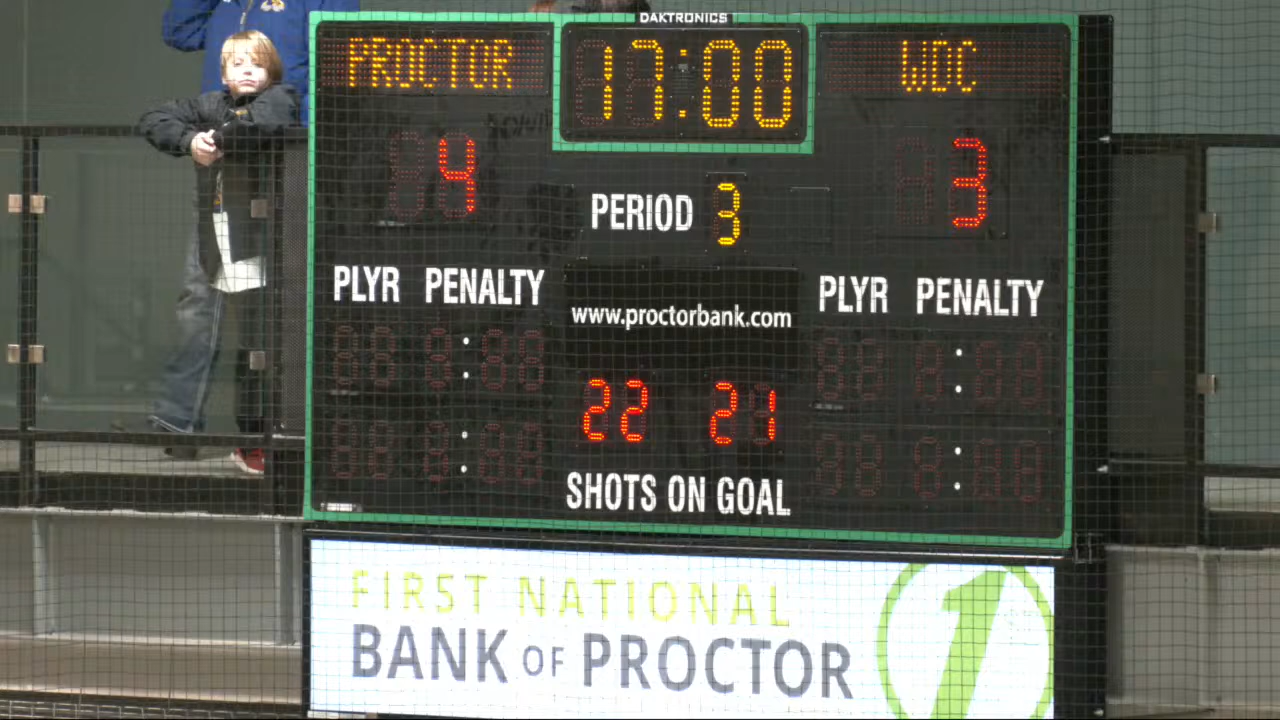 DAKTRONICS
PROCTOR 17:00 WDC
4 3
PERIOD 3
PLYR PENALTY PLYR PENALTY
www.proctorbank.com
22 21
SHOTS ON GOAL
FIRST NATIONAL
BANK OF PROCTOR
1